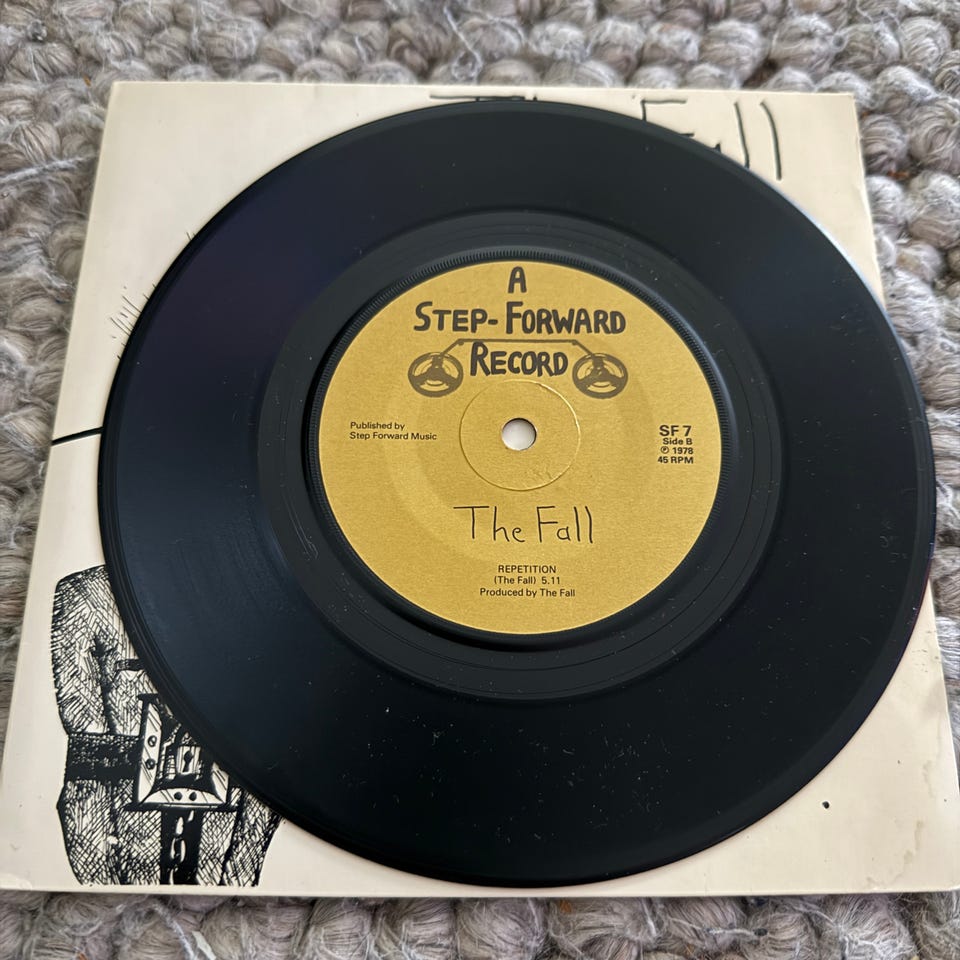 Fall
A
STEP-FORWARD
RECORD
Published by
Step Forward Music
SF 7
Side B
Ⓟ 1978
45 RPM
The Fall
REPETITION
(The Fall) 5.11
Produced by The Fall